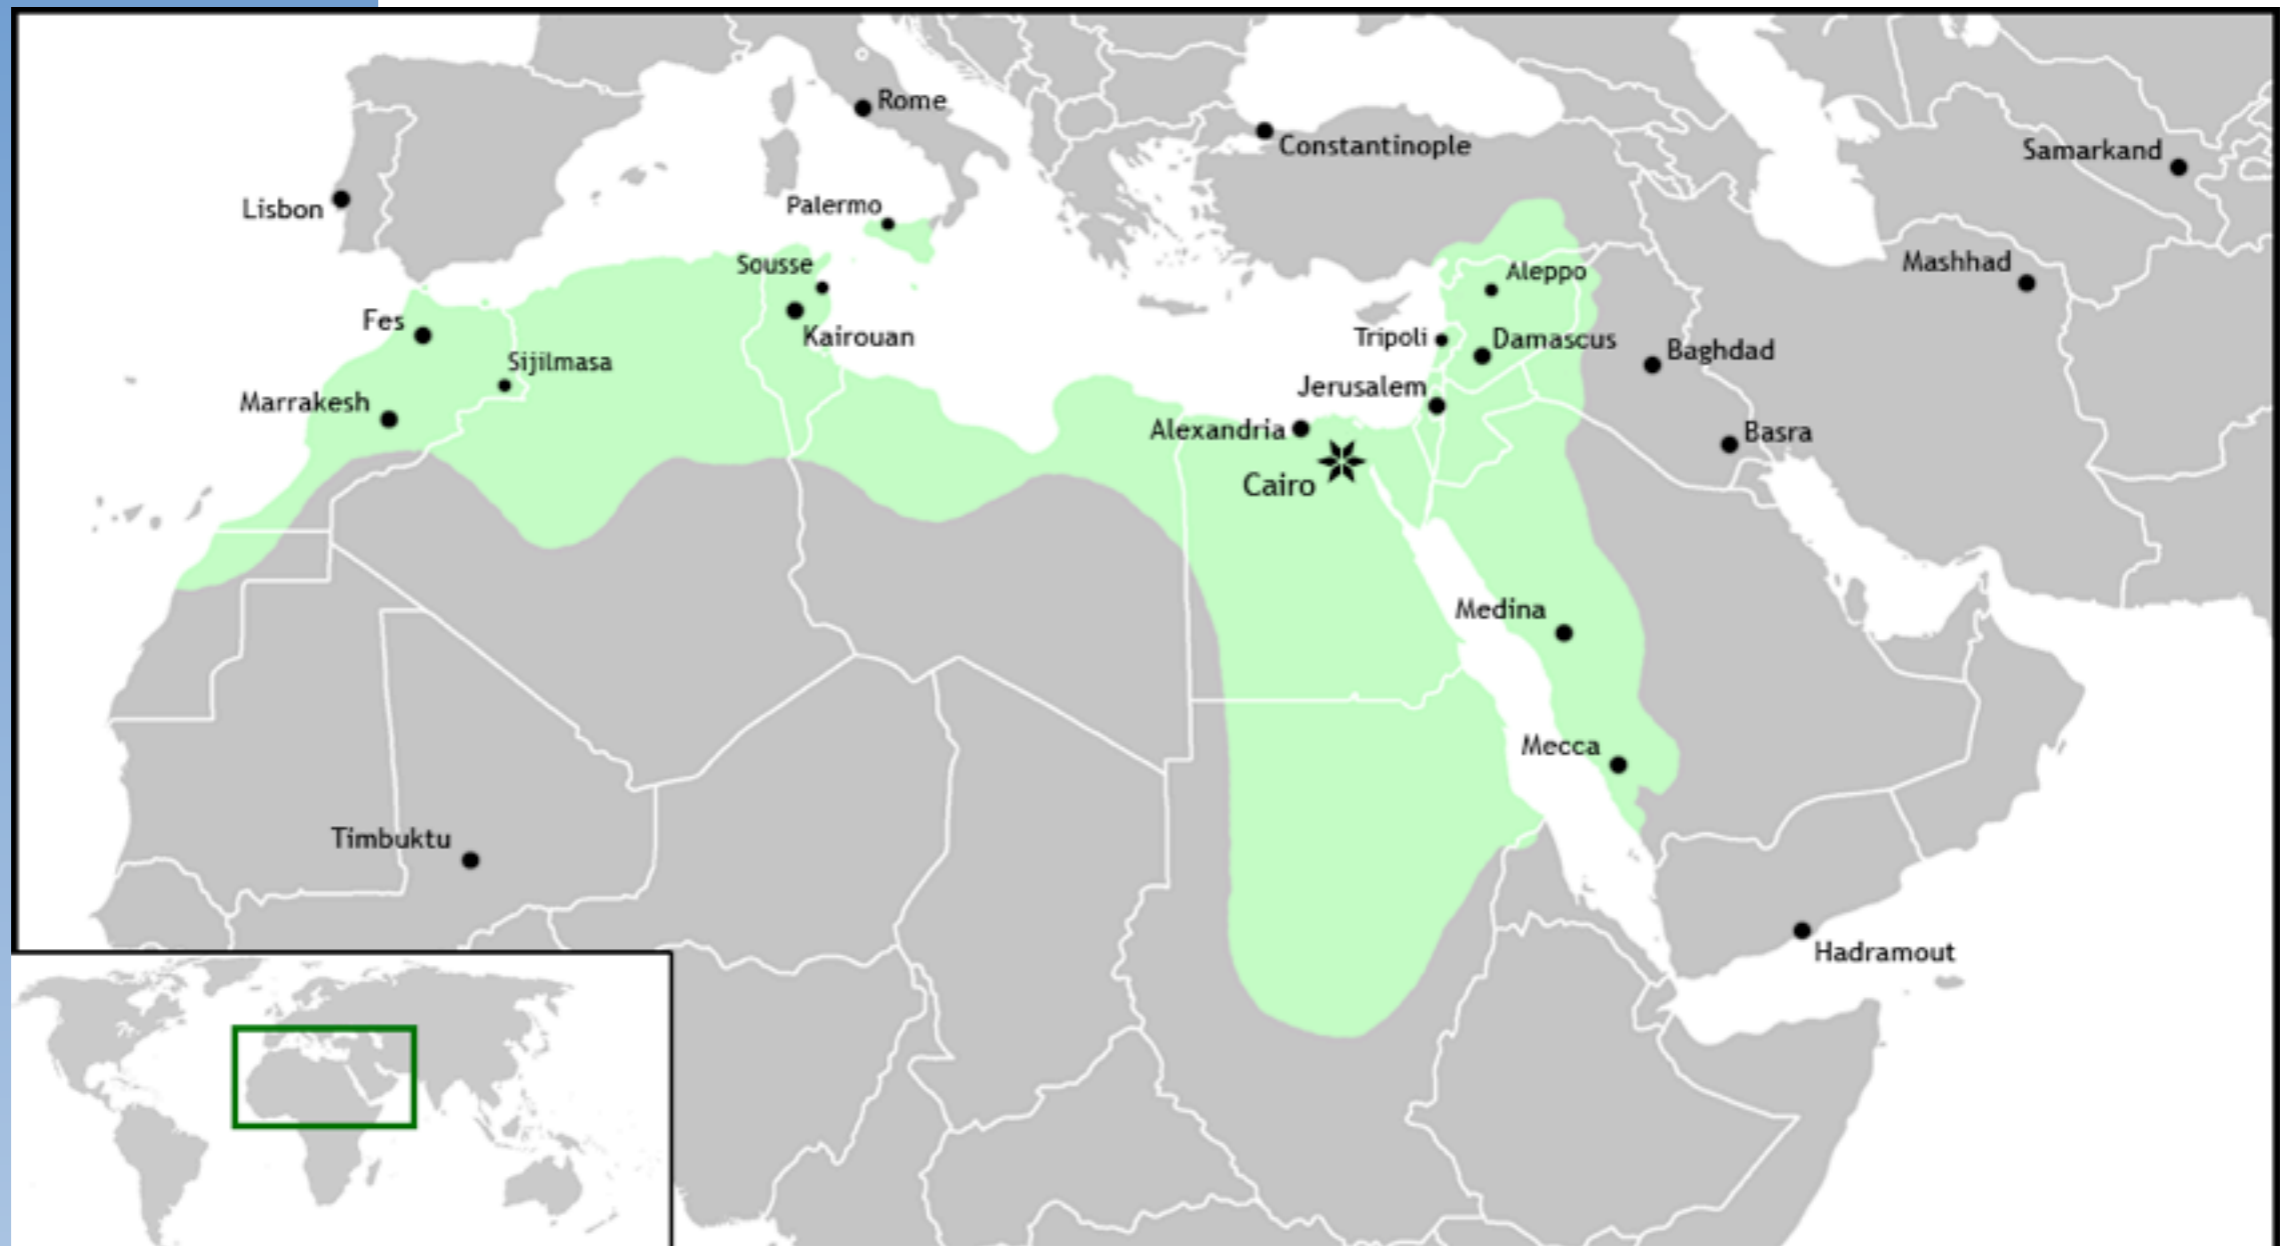 Rome
Constantinople
Samarkand
Lisbon
Palermo
Sousse
Mashhad
Aleppo
Fes
Kairouan
Tripoli
Damascus
Baghdad
Sijilmasa
Jerusalem
Marrakesh
Alexandria
Basra
Cairo
Medina
Mecca
Timbuktu
Hadramout